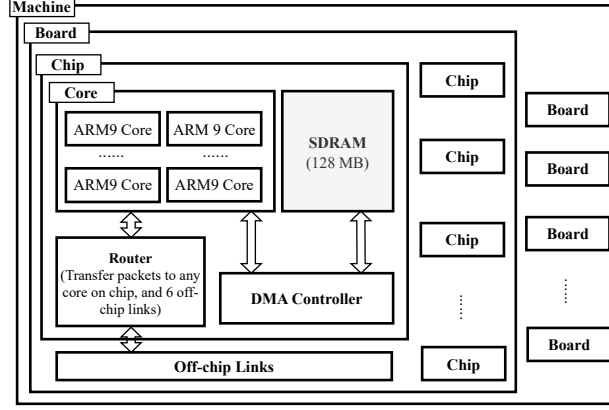 Machine
Board
Chip
Core
ARM9 Core
ARM 9 Core
......
......
ARM9 Core
ARM9 Core
SDRAM
(128 MB)
Router
(Transfer packets to any
core on chip, and 6 off-
chip links)
DMA Controller
Off-chip Links
Chip
Chip
Chip
......
Chip
Board
Board
Board
......
Board